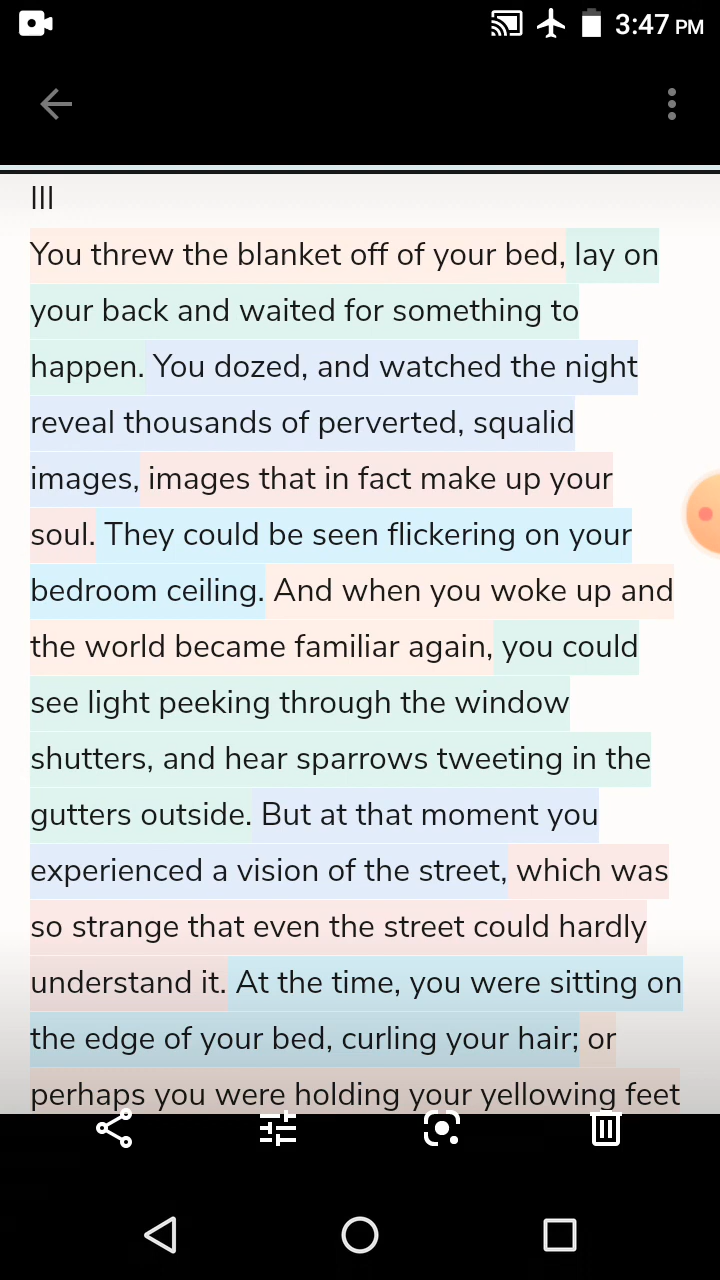 3:47 PM
III
You threw the blanket off of your bed, lay on
your back and waited for something to
happen. You dozed, and watched the night
reveal thousands of perverted, squalid
images, images that in fact make up your
soul. They could be seen flickering on your
bedroom ceiling. And when you woke up and
the world became familiar again, you could
see light peeking through the window
shutters, and hear sparrows tweeting in the
gutters outside. But at that moment you
experienced a vision of the street, which was
so strange that even the street could hardly
understand it. At the time, you were sitting on
the edge of your bed, curling your hair; or
perhaps you were holding your yellowing feet